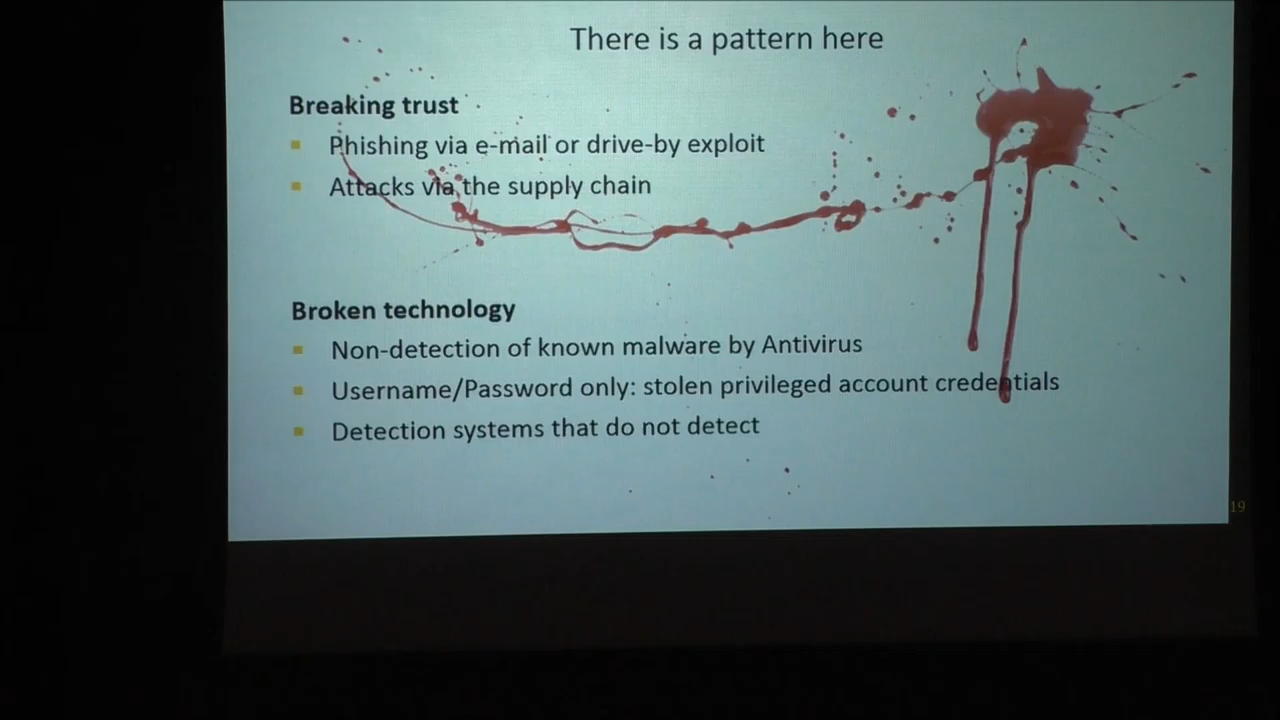 There is a pattern here
Breaking trust
Phishing via e-mail or drive-by exploit
Attacks via the supply chain
Broken technology
Non-detection of known malware by Antivirus
Username/Password only: stolen privileged account credentials
Detection systems that do not detect
19